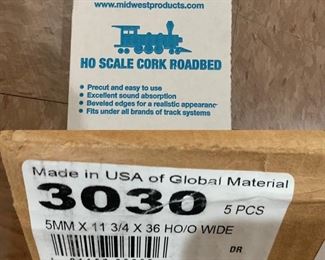 www.midwestproducts.com
HO SCALE CORK ROADBED
• Precut and easy to use
• Excellent sound absorption
• Beveled edges for a realistic appearanc
• Fits under all brands of track systems
Made in USA of Global Material
3030 5 PCS
5MM X 11 3/4 X 36 HO/O WIDE
DR